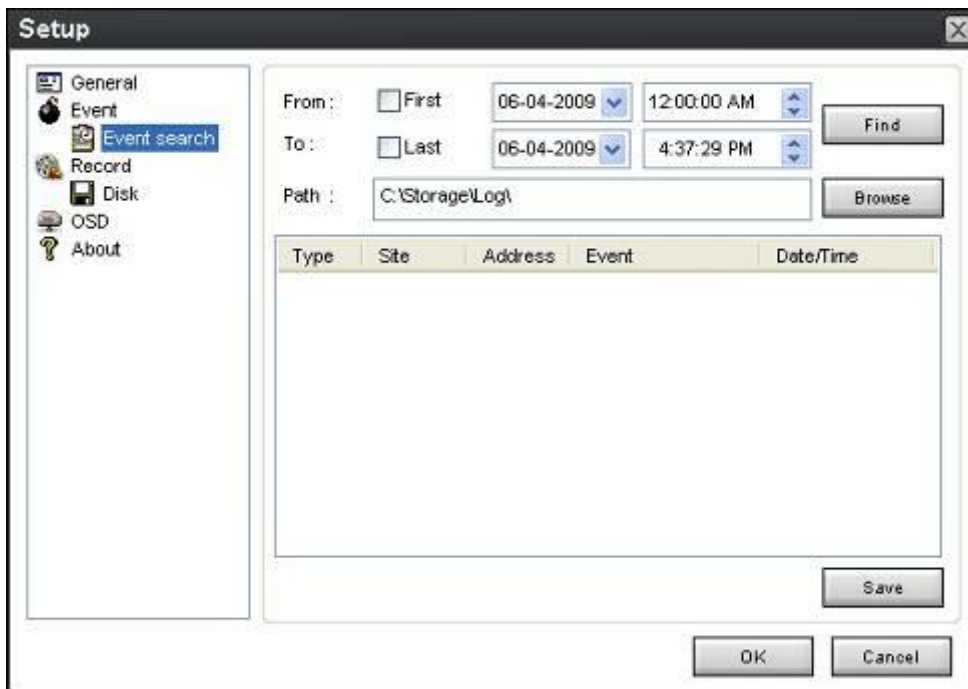 Setup
General
Event
Event search
Record
Disk
OSD
About
From : First 06-04-2009 12:00:00 AM Find
To : Last 06-04-2009 4:37:29 PM
Path : C:\Storage\Log\ Browse
Type Site Address Event Date/Time
Save
OK Cancel